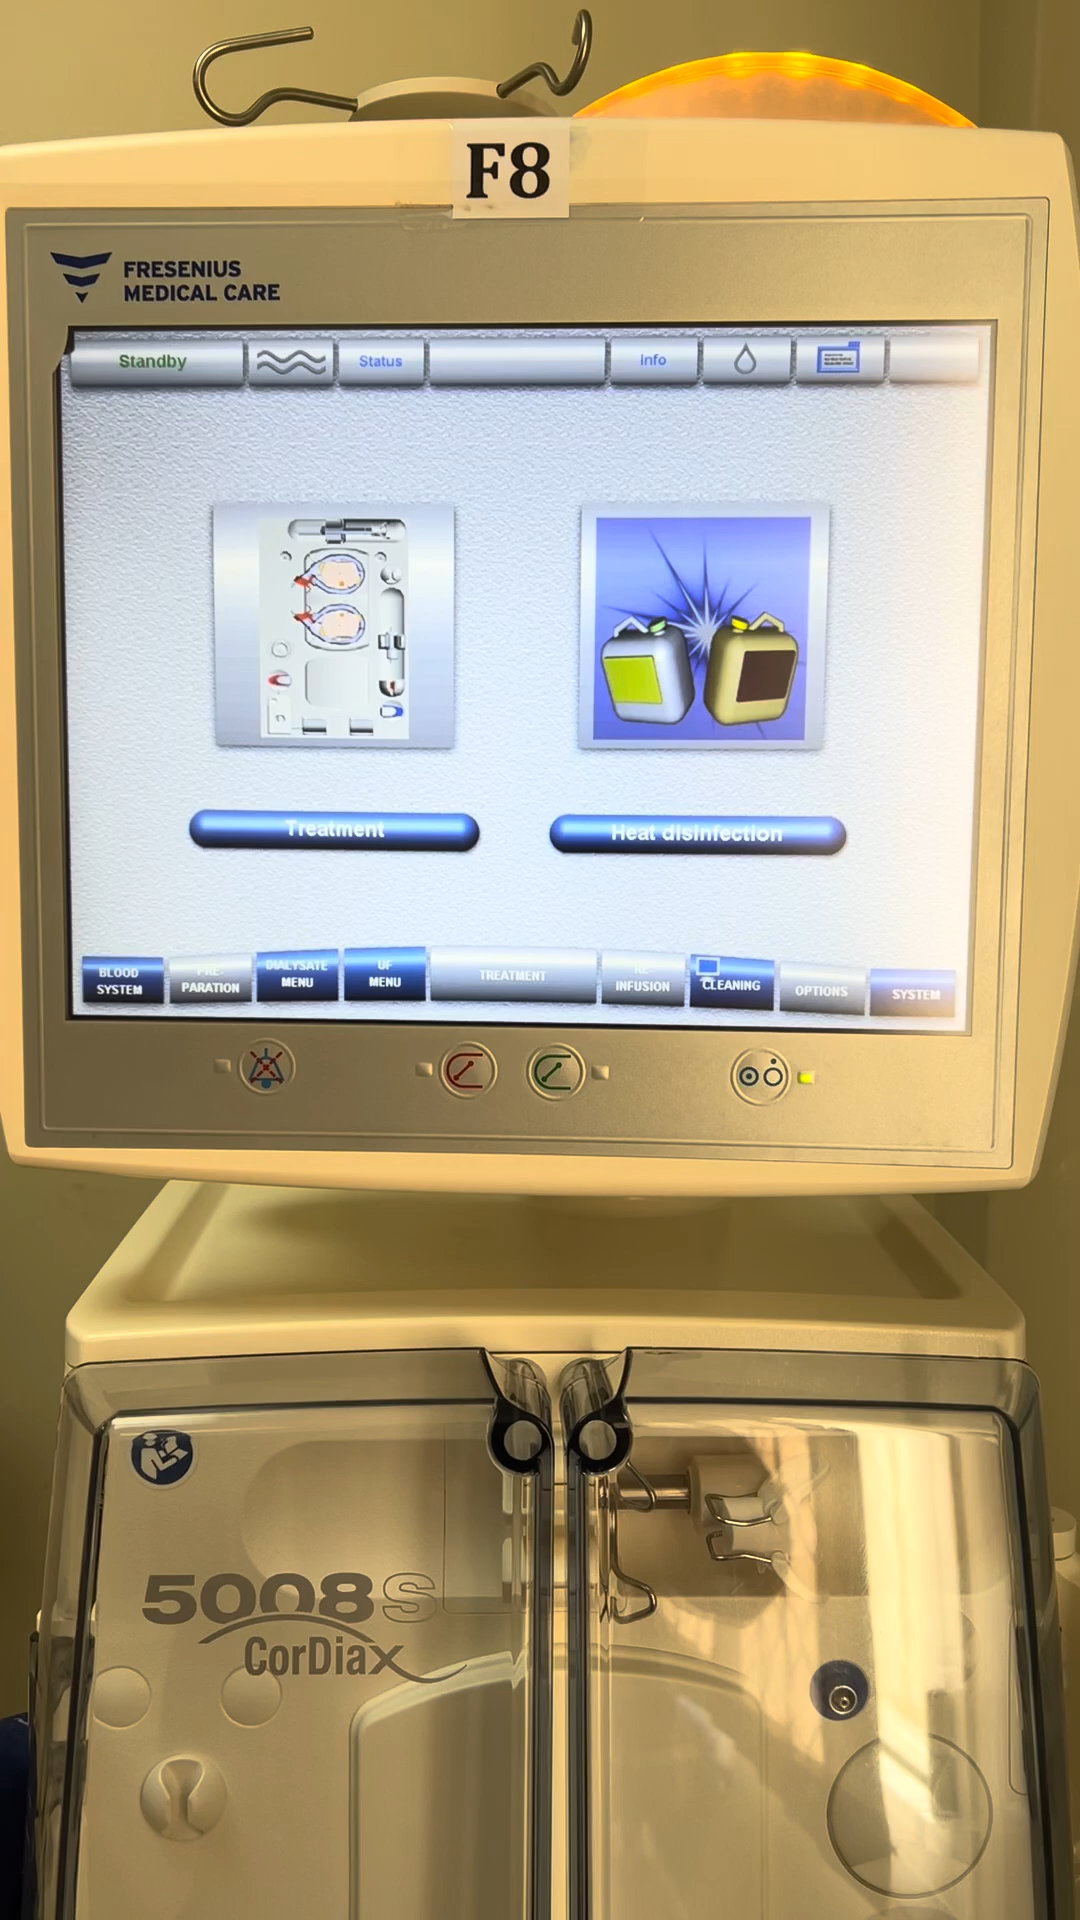 F8
FRESENIUS
MEDICAL CARE
Standby
Status
Info
Treatment
Heat disinfection
BLOOD
SYSTEM
PRE-
PARATION
DIALYSATE
MENU
UF
MENU
TREATMENT
RE-
INFUSION
CLEANING
OPTIONS
SYSTEM
5008S
CorDiax